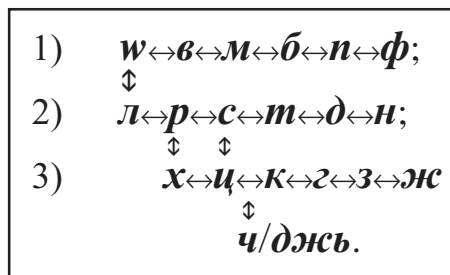 1) w↔в↔м↔б↔п↔ф;
↕
2) л↔р↔с↔т↔д↔н;
↕ ↕
3) х↔ц↔к↔г↔з↔ж
↕
ч/джь.